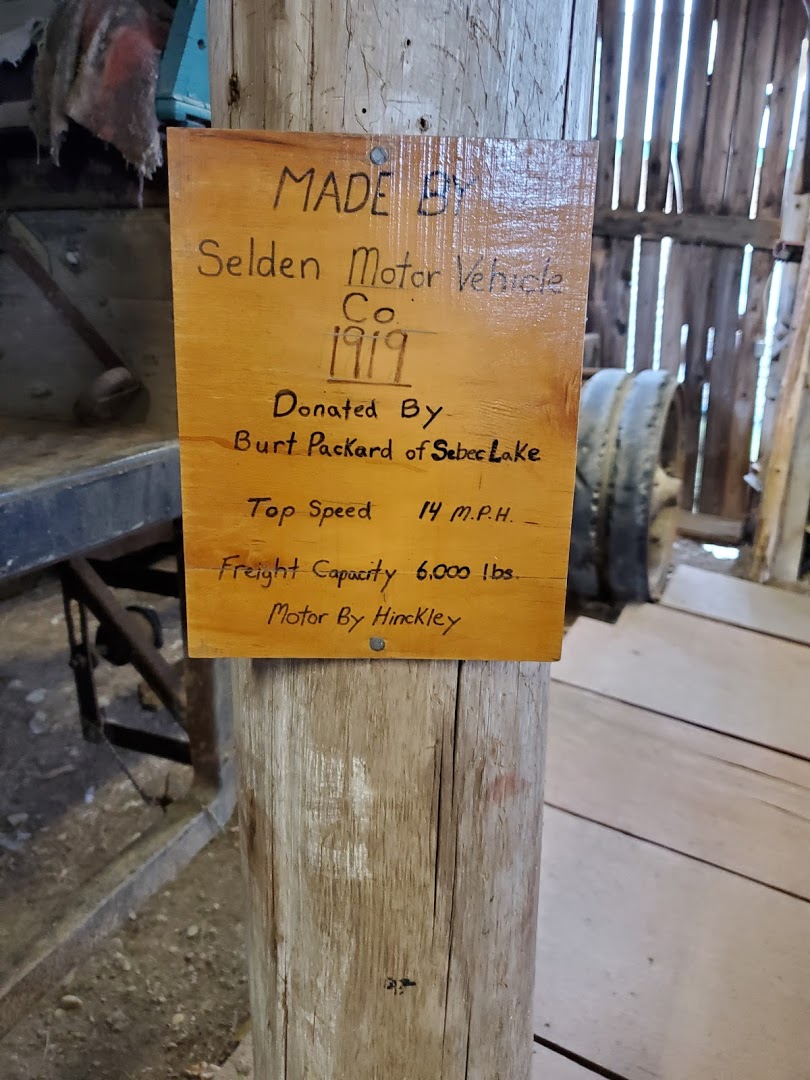 MADE BY
Selden Motor Vehicle
Co.
1919
Donated By
Burt Packard of Sebec Lake
Top Speed 14 M.P.H.
Freight Capacity 6,000 lbs.
Motor By Hinckley